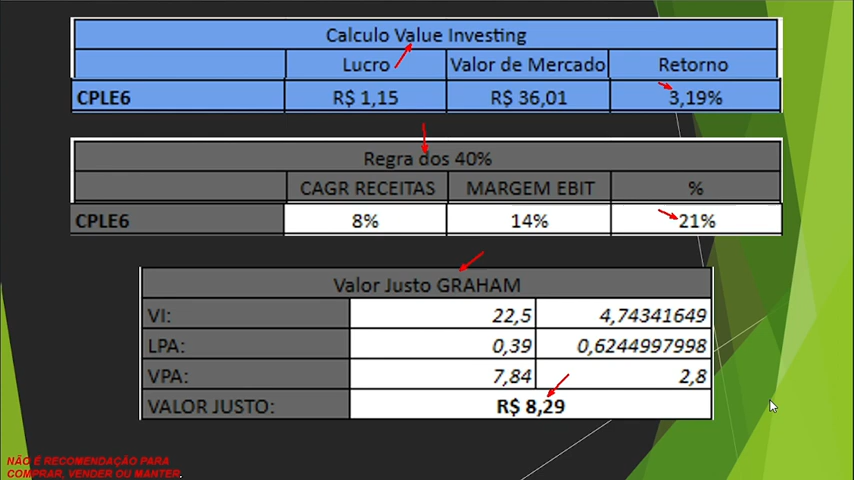 Calculo Value Investing
Lucro Valor de Mercado Retorno
CPLE6 R$ 1,15 R$ 36,01 3,19%
Regra dos 40%
CAGR RECEITAS MARGEM EBIT %
CPLE6 8% 14% 21%
Valor Justo GRAHAM
VI: 22,5 4,74341649
LPA: 0,39 0,6244997998
VPA: 7,84 2,8
VALOR JUSTO: R$ 8,29
NÃO É RECOMENDAÇÃO PARA
COMPRAR, VENDER OU MANTER.